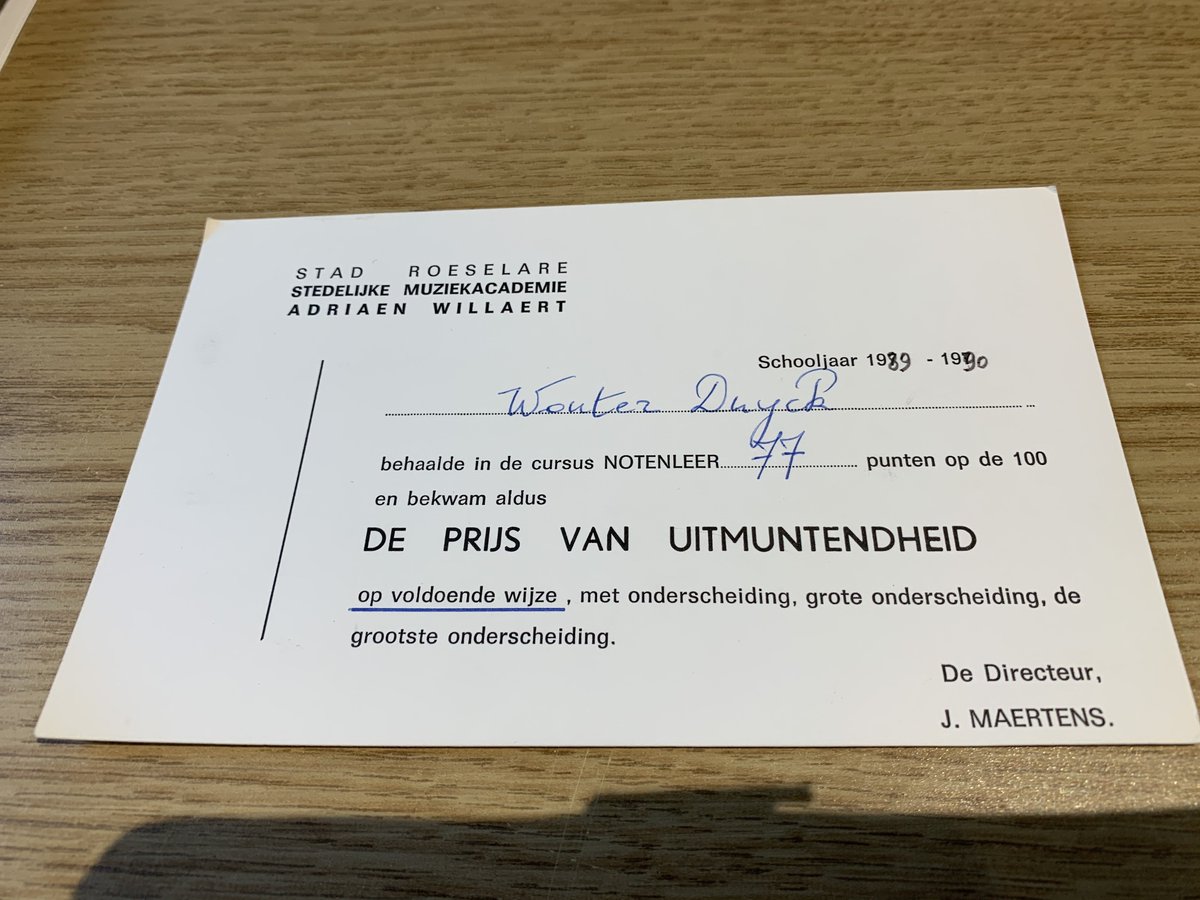 STAD ROESELARE
STEDELIJKE MUZIEKACADEMIE
ADRIAEN WILLAERT
Schooljaar 1989 - 1990
Wouter Duyck
behaalde in de cursus NOTENLEER 77 punten op de 100
en bekwam aldus
DE PRIJS VAN UITMUNTENDHEID
op voldoende wijze, met onderscheiding, grote onderscheiding, de
grootste onderscheiding.
De Directeur,
J. MAERTENS.